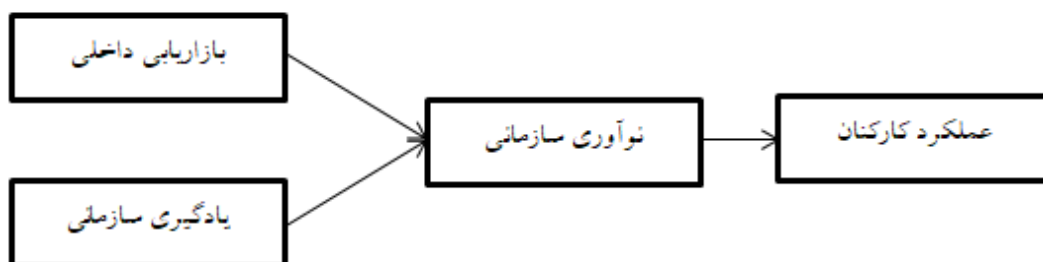 بازاریابی داخلی
نوآوری سازمانی
عملکرد کارکنان
یادگیری سازمانی